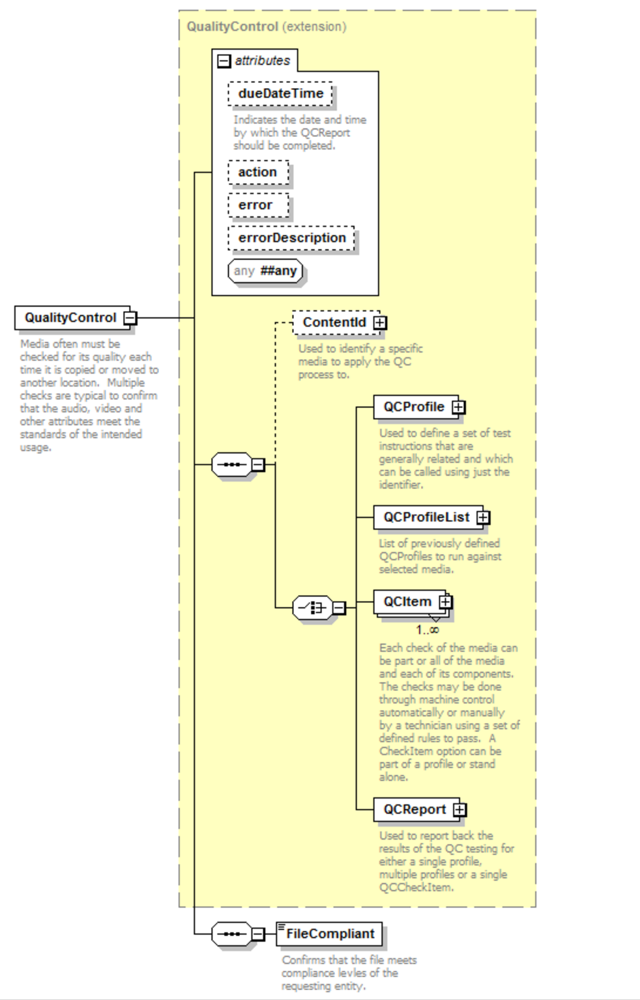 QualityControl (extension)
attributes
dueDateTime
Indicates the date and time
by which the QCReport
should be completed.
action
error
errorDescription
any ##any
QualityControl
Media often must be
checked for its quality each
time it is copied or moved to
another location.  Multiple
checks are typical to confirm
that the audio, video and
other attributes meet the
standards of the intended
usage.
ContentId
Used to identify a specific
media to apply the QC
process to.
QCProfile
Used to define a set of test
instructions that are
generally related and which
can be called using just the
identifier.
QCProfileList
List of previously defined
QCProfiles to run against
selected media.
QCItem
1..∞
Each check of the media can
be part or all of the media
and each of its components.
The checks may be done
through machine control
automatically or manually
by a technician using a set of
defined rules to pass.  A
CheckItem option can be
part of a profile or stand
alone.
QCReport
Used to report back the
results of the QC testing for
either a single profile,
multiple profiles or a single
QCCheckItem.
FileCompliant
Confirms that the file meets
compliance levles of the
requesting entity.